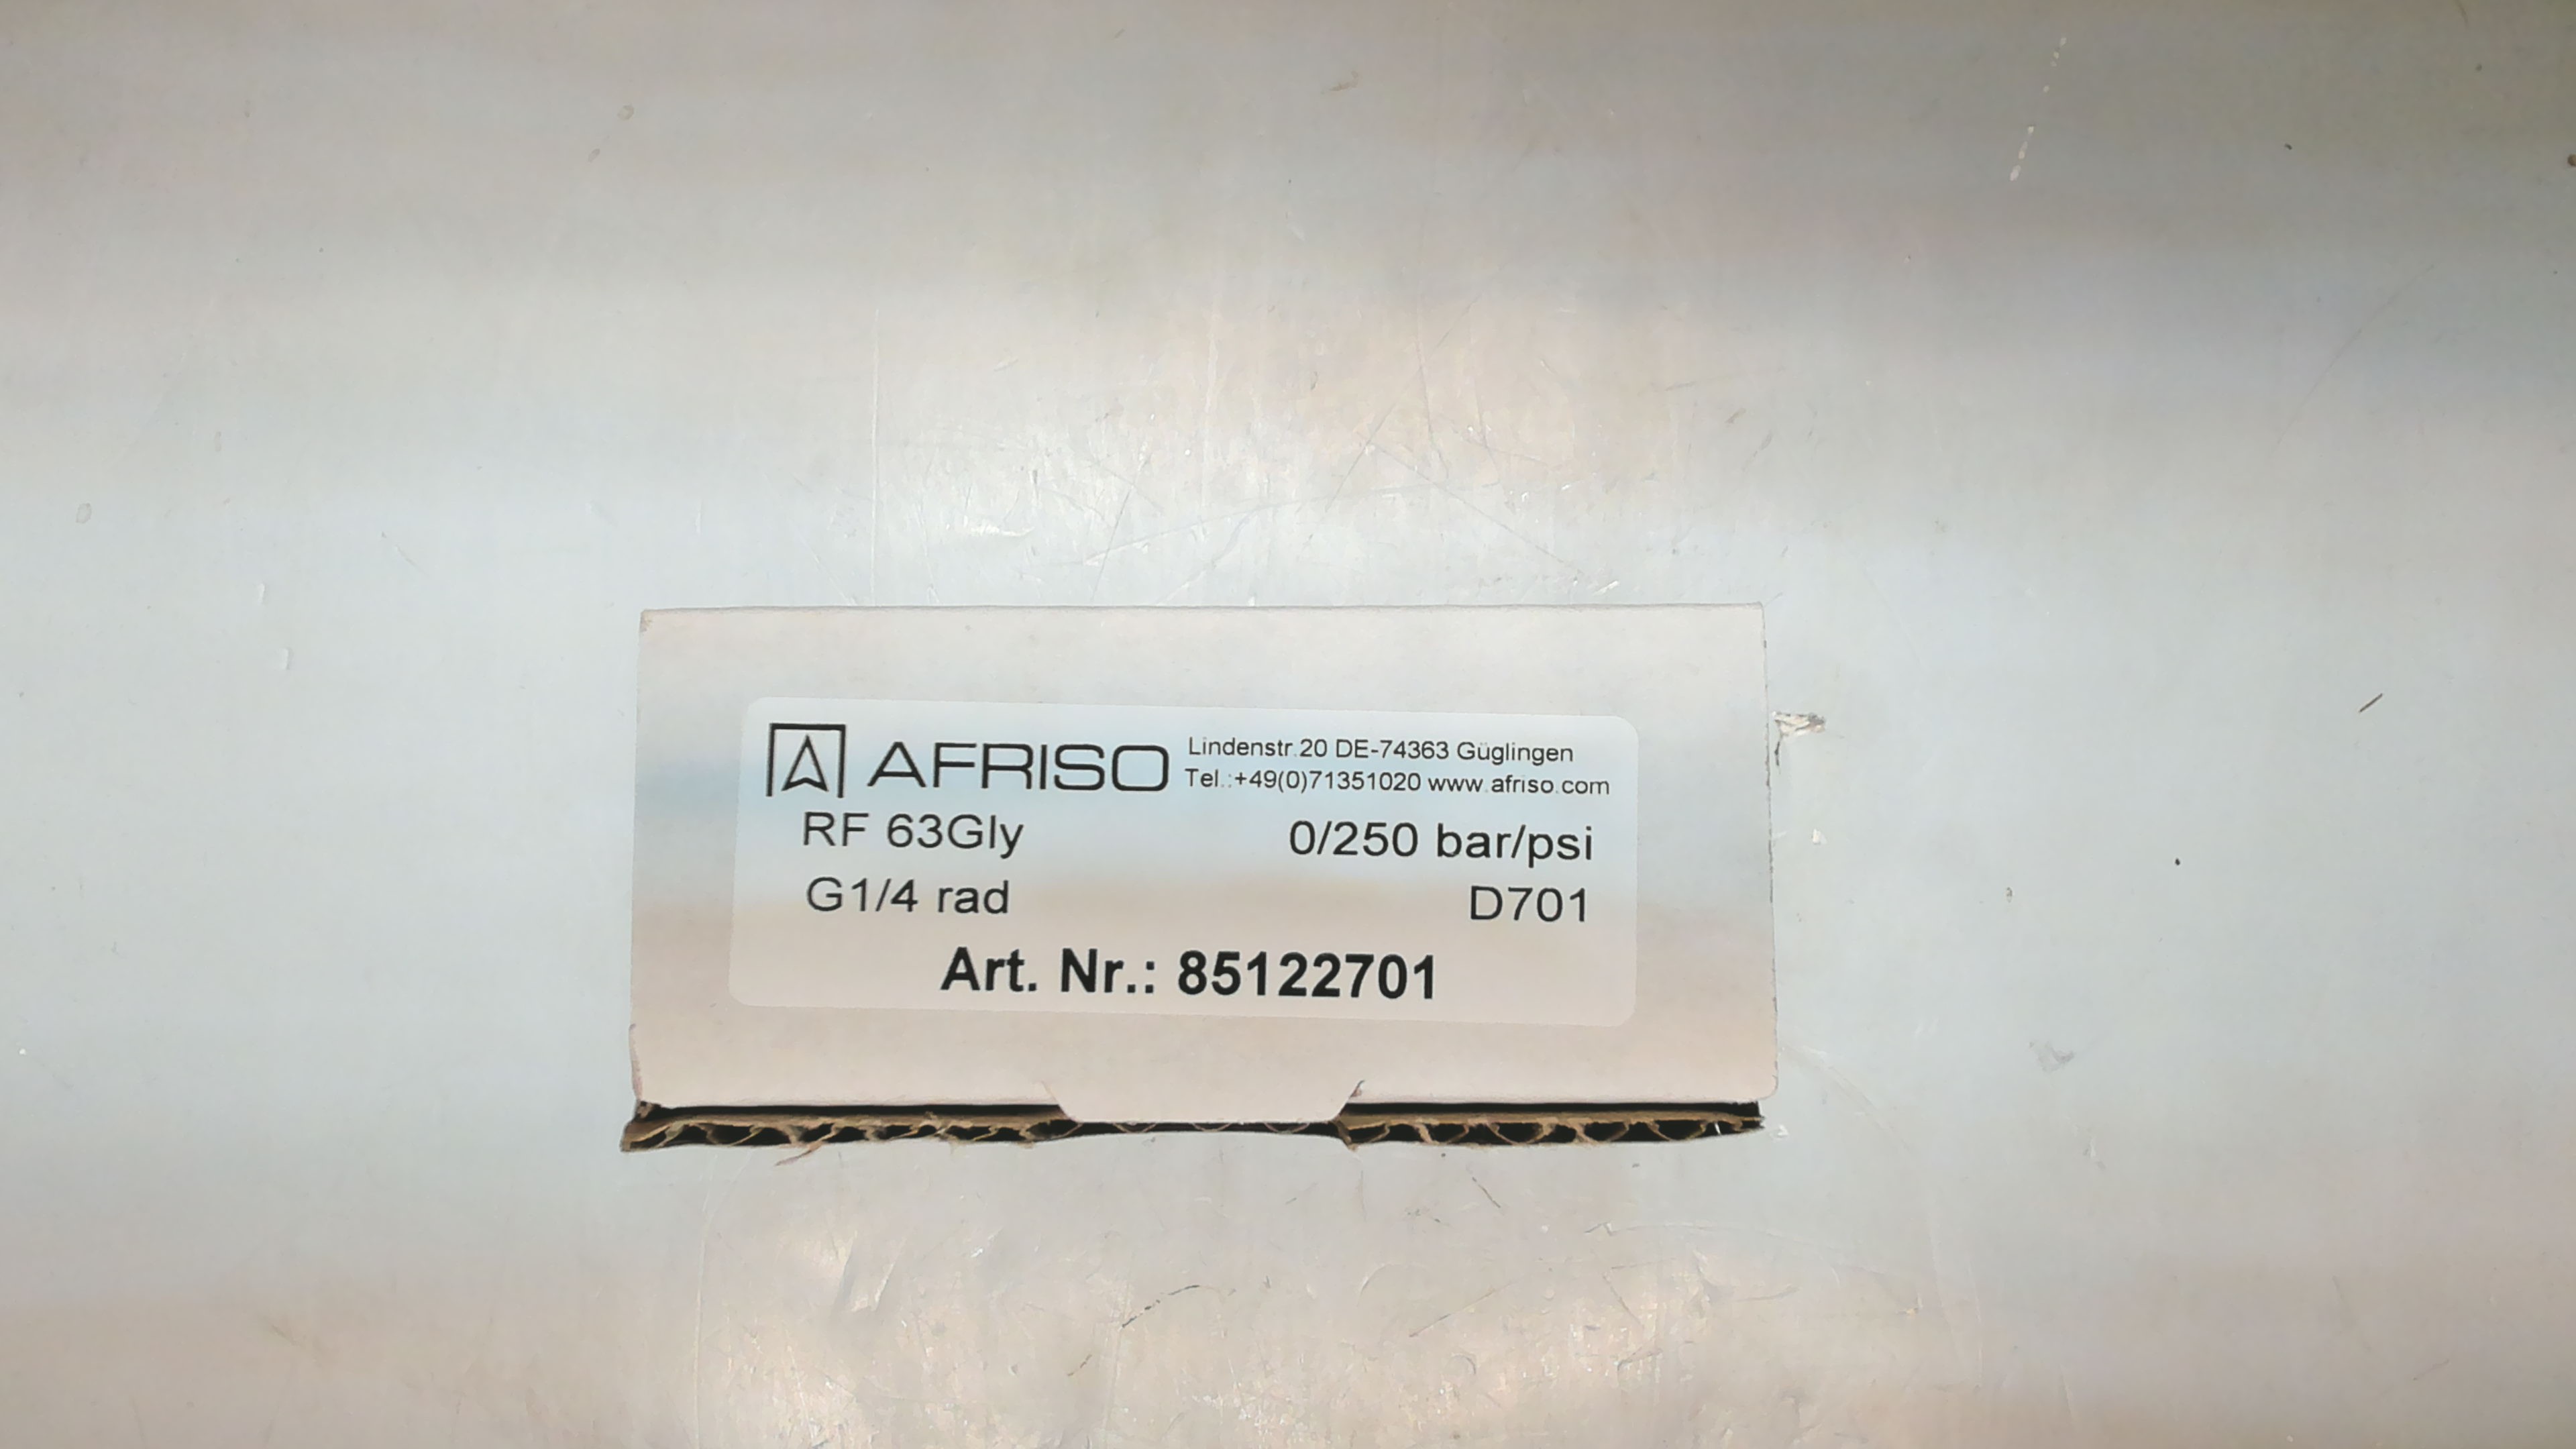 AFRISO
Lindenstr.20 DE-74363 Güglingen
Tel.:+49(0)71351020 www.afriso.com
RF 63Gly 0/250 bar/psi
G1/4 rad D701
Art. Nr.: 85122701